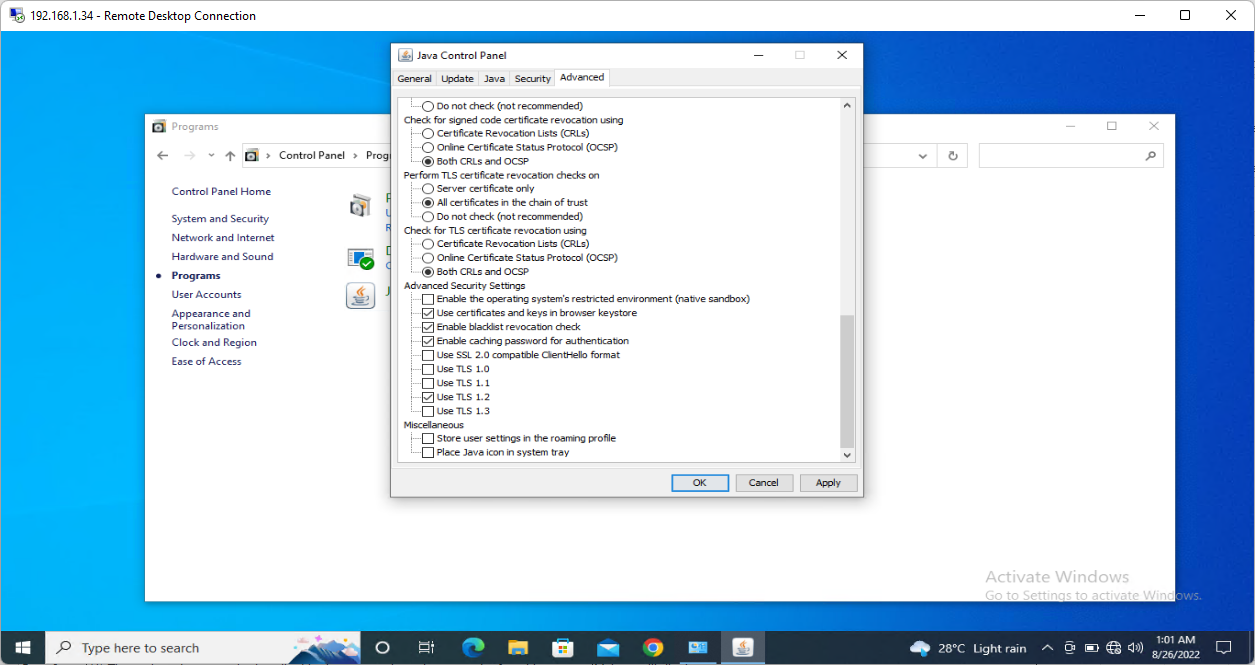 192.168.1.34 - Remote Desktop Connection
Java Control Panel
General Update Java Security Advanced
Do not check (not recommended)
Check for signed code certificate revocation using
Certificate Revocation Lists (CRLs)
Online Certificate Status Protocol (OCSP)
Both CRLs and OCSP
Perform TLS certificate revocation checks on
Server certificate only
All certificates in the chain of trust
Do not check (not recommended)
Check for TLS certificate revocation using
Certificate Revocation Lists (CRLs)
Online Certificate Status Protocol (OCSP)
Both CRLs and OCSP
Advanced Security Settings
Enable the operating system's restricted environment (native sandbox)
Use certificates and keys in browser keystore
Enable blacklist revocation check
Enable caching password for authentication
Use SSL 2.0 compatible ClientHello format
Use TLS 1.0
Use TLS 1.1
Use TLS 1.2
Use TLS 1.3
Miscellaneous
Store user settings in the roaming profile
Place Java icon in system tray
OK Cancel Apply
Programs
Control Panel > Prog
Control Panel Home
System and Security
Network and Internet
Hardware and Sound
Programs
User Accounts
Appearance and
Personalization
Clock and Region
Ease of Access
Activate Windows
Go to Settings to activate Windows.
Type here to search
28°C Light rain
1:01 AM
8/26/2022